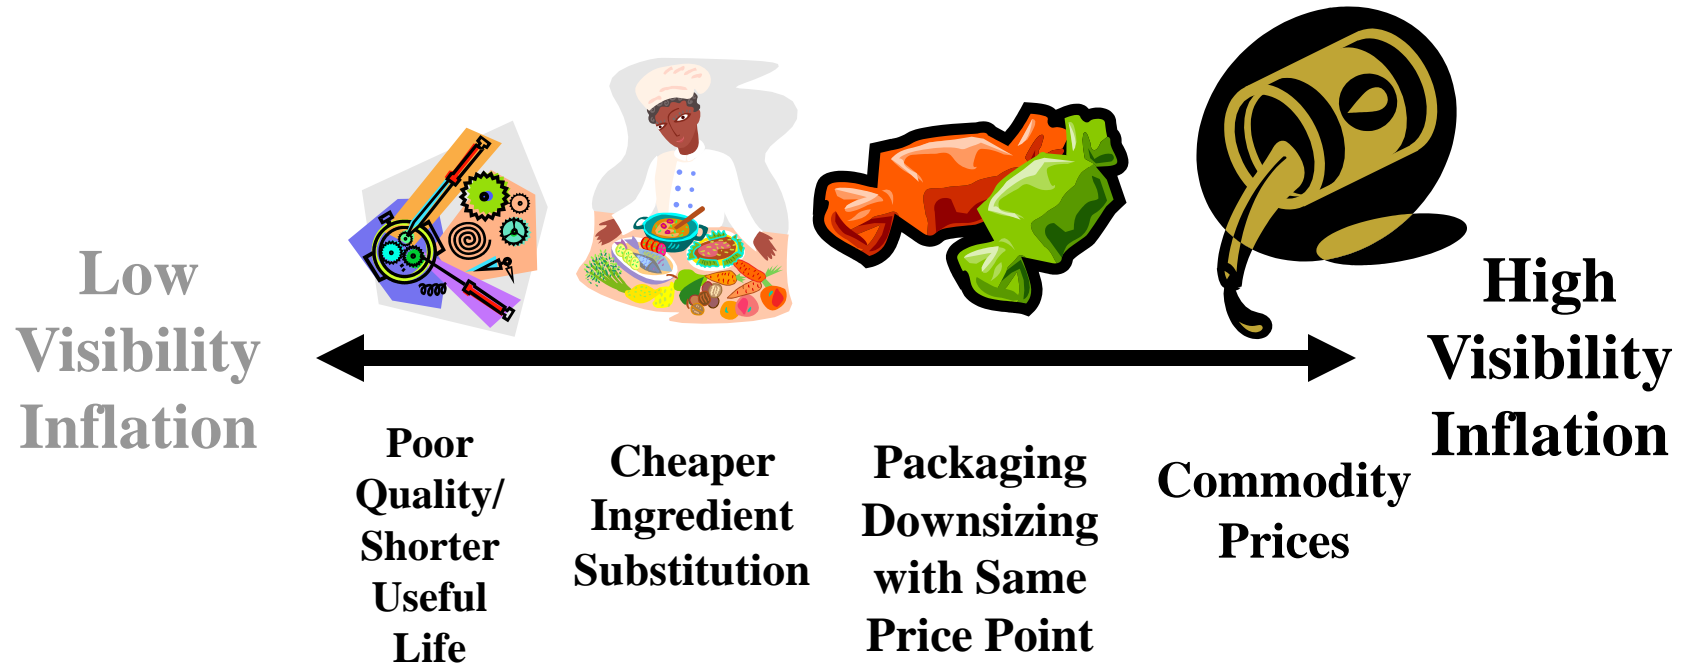 Low
Visibility
Inflation
Poor
Quality/
Shorter
Useful
Life
Cheaper
Ingredient
Substitution
Packaging
Downsizing
with Same
Price Point
Commodity
Prices
High
Visibility
Inflation